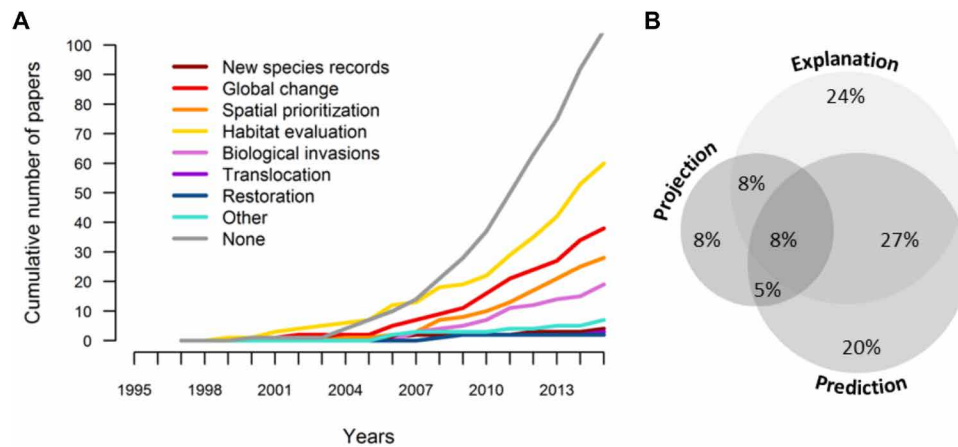 A
Cumulative number of papers
100
90
80
70
60
50
40
30
20
10
0
New species records
Global change
Spatial prioritization
Habitat evaluation
Biological invasions
Translocation
Restoration
Other
None
1995
1998
2001
2004
2007
2010
2013
Years
B
Explanation
24%
Projection
8%
8%
8%
27%
5%
20%
Prediction